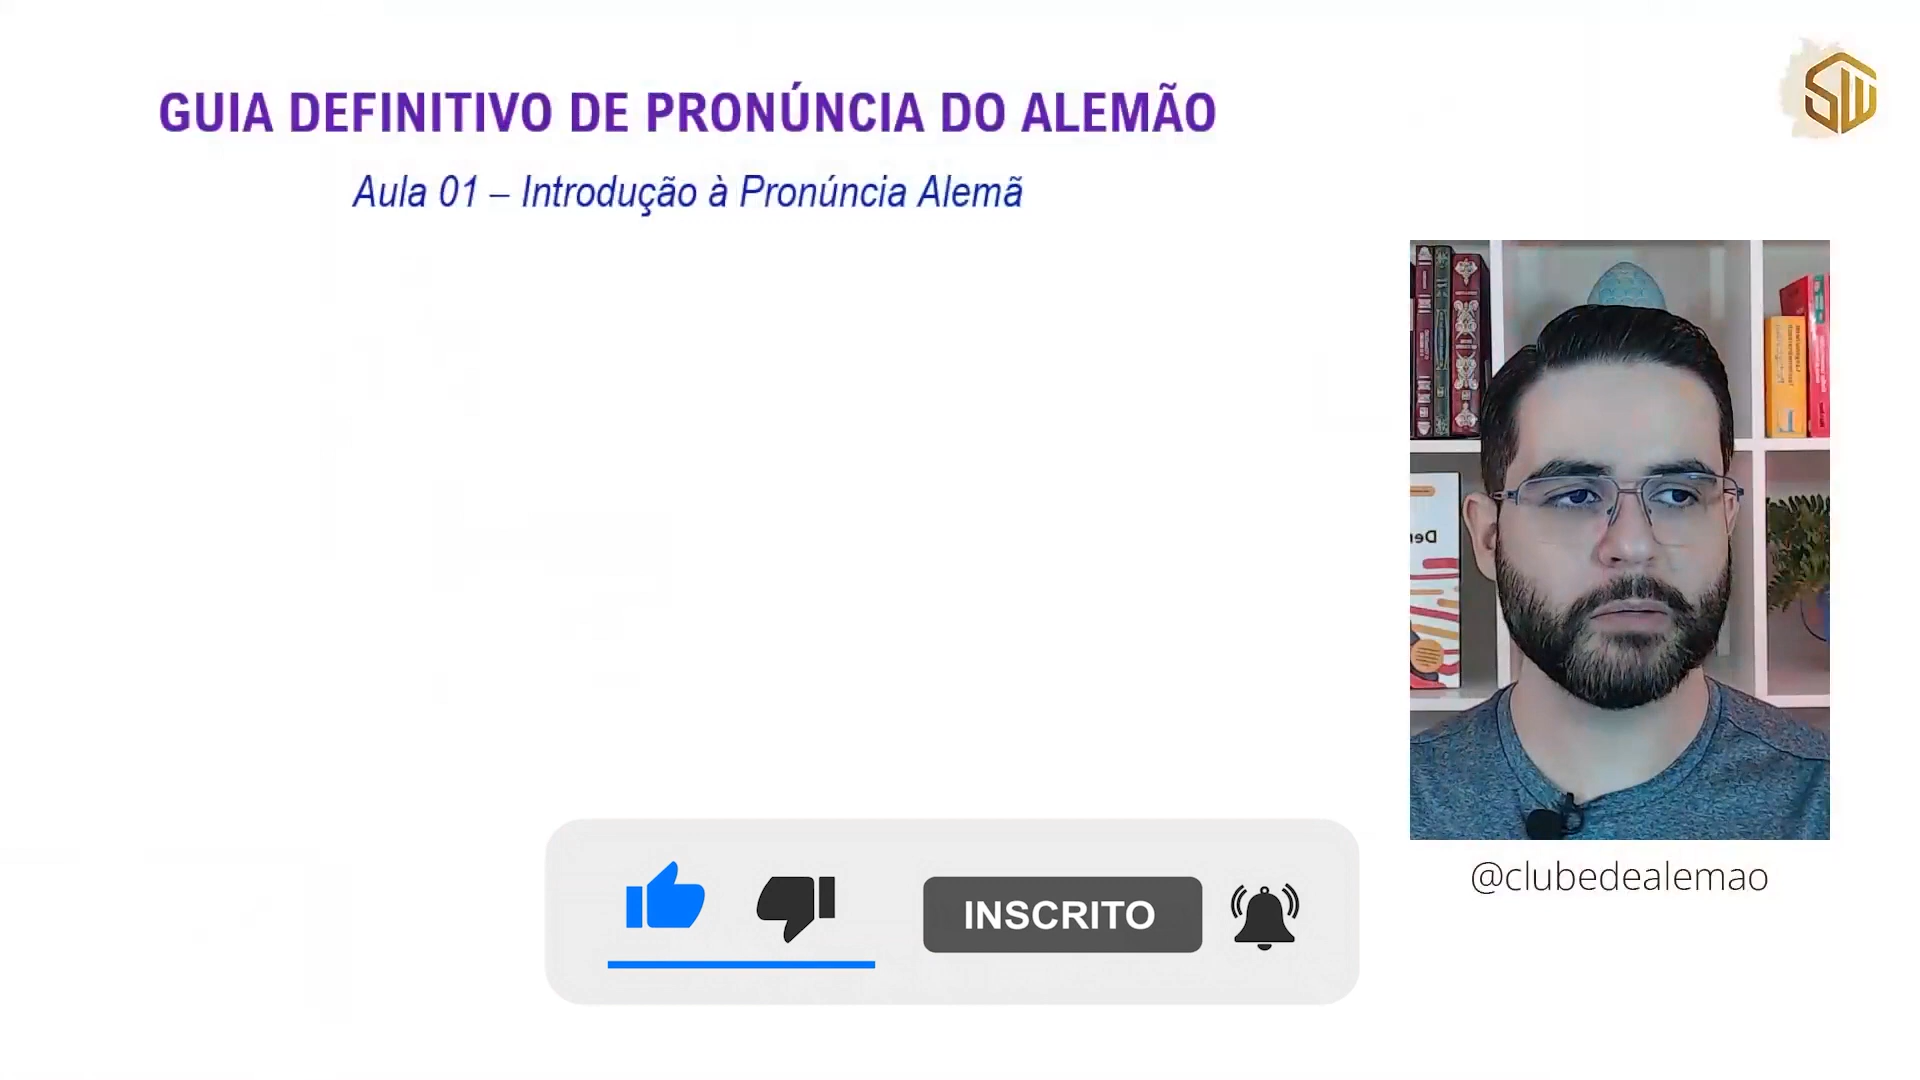 GUIA DEFINITIVO DE PRONÚNCIA DO ALEMÃO
Aula 01 – Introdução à Pronúncia Alemã
@clubedealemao
INSCRITO